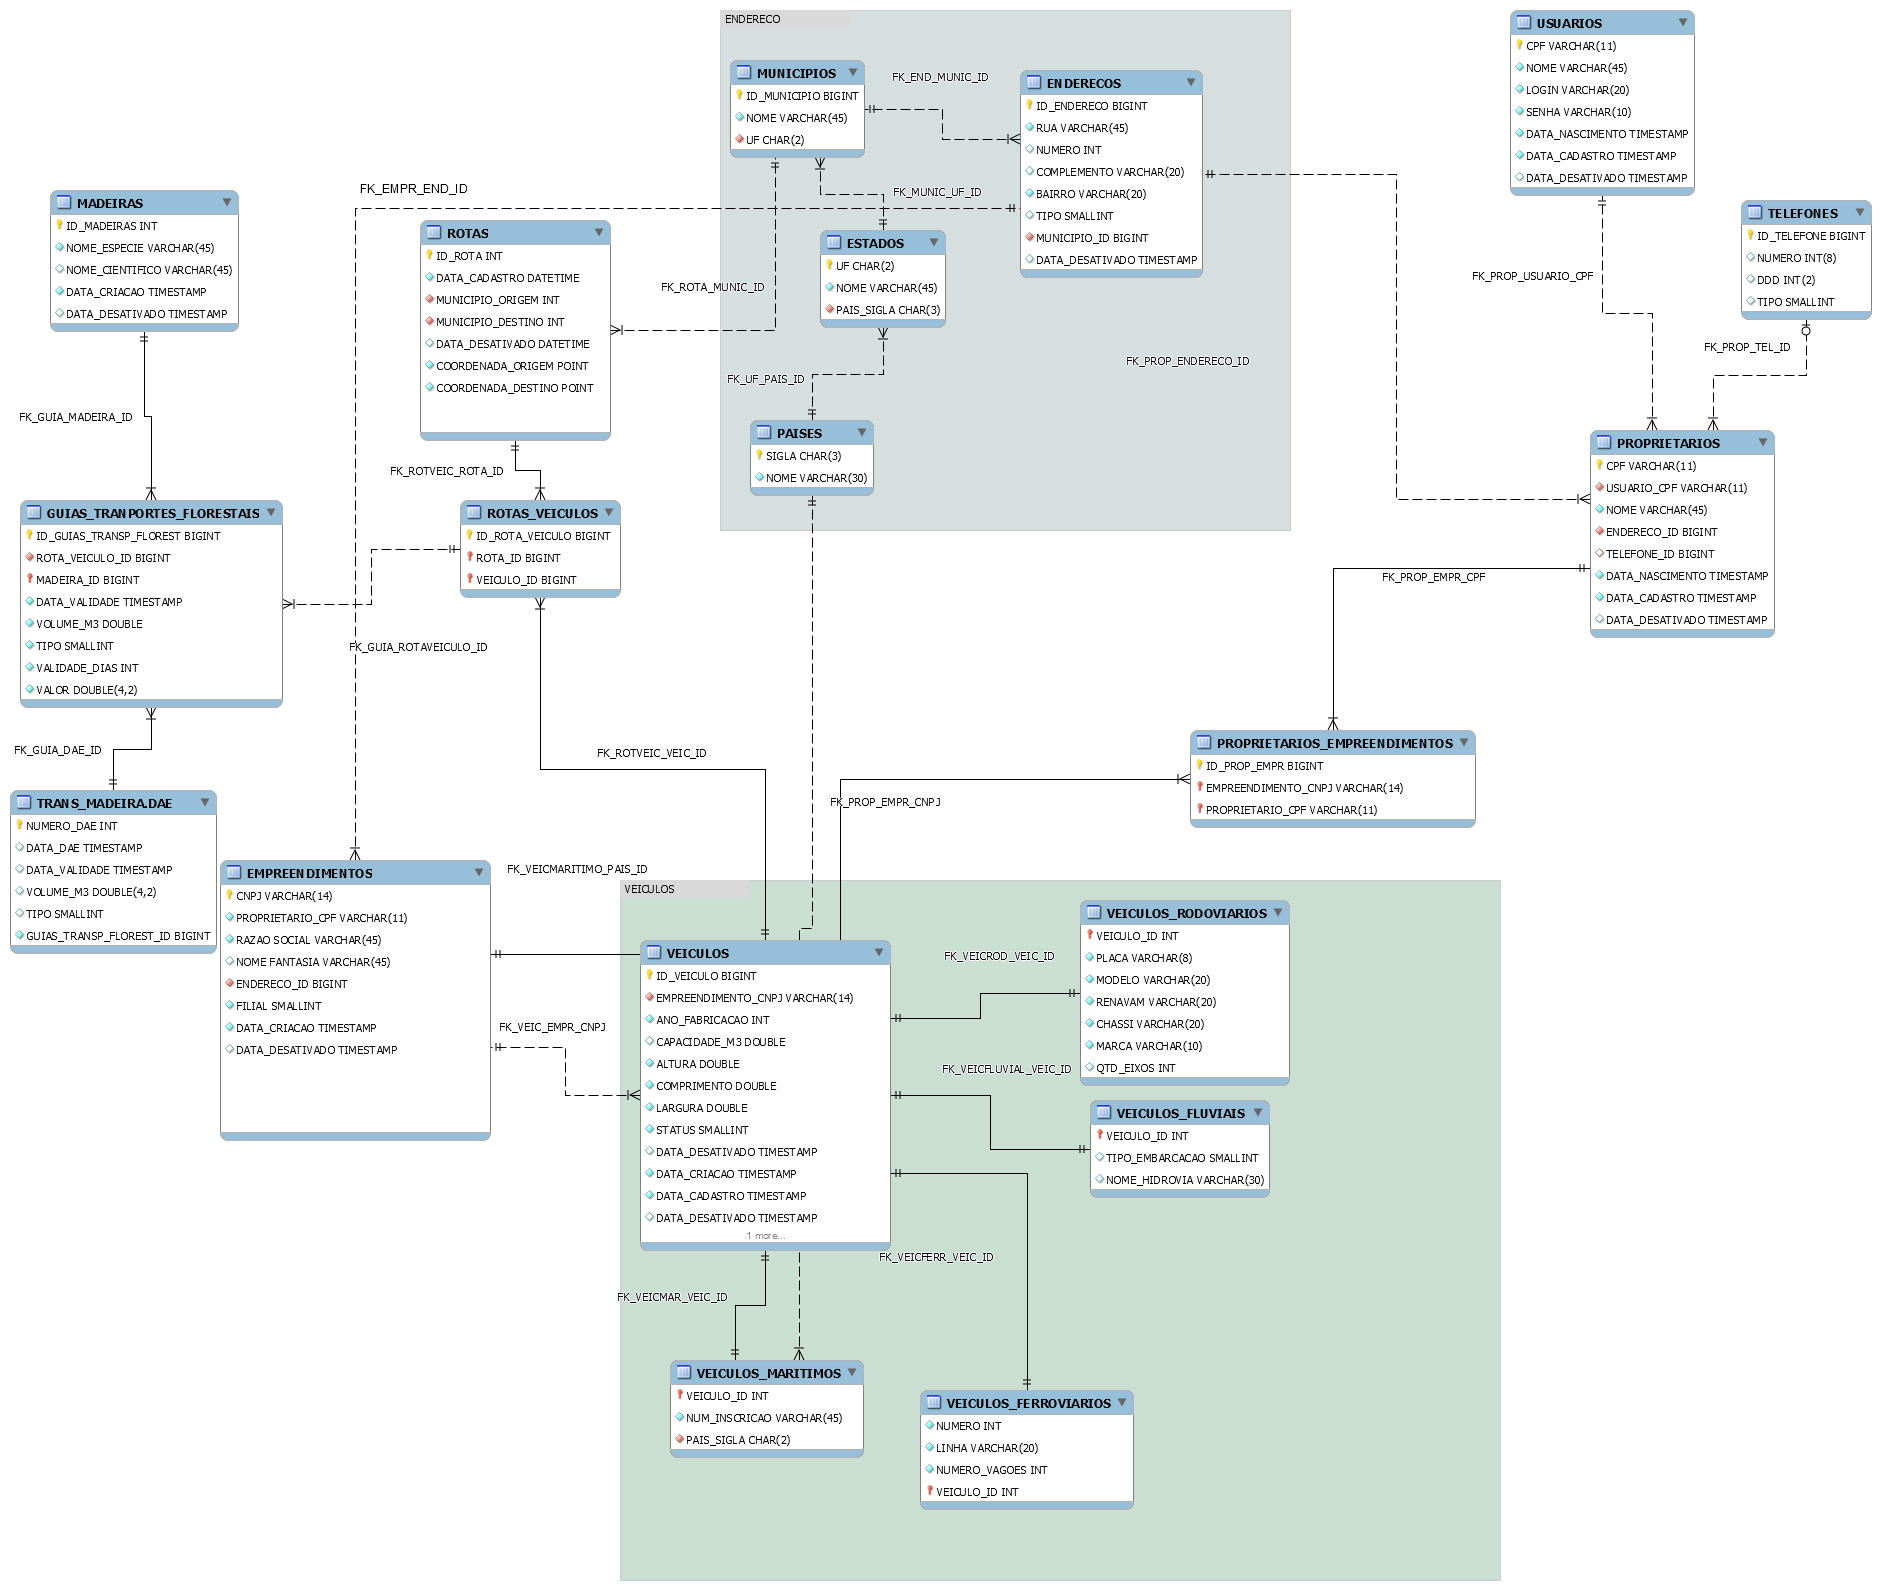 ENDERECO
MUNICIPIOS
ID_MUNICIPIO BIGINT
NOME VARCHAR(45)
UF CHAR(2)
FK_END_MUNIC_ID
ENDERECOS
ID_ENDERECO BIGINT
RUA VARCHAR(45)
NUMERO INT
COMPLEMENTO VARCHAR(20)
BAIRRO VARCHAR(20)
TIPO SMALLINT
MUNICIPIO_ID BIGINT
DATA_DESATIVADO TIMESTAMP
USUARIOS
CPF VARCHAR(11)
NOME VARCHAR(45)
LOGIN VARCHAR(20)
SENHA VARCHAR(10)
DATA_NASCIMENTO TIMESTAMP
DATA_CADASTRO TIMESTAMP
DATA_DESATIVADO TIMESTAMP
MADEIRAS
ID_MADEIRAS INT
NOME_ESPECIE VARCHAR(45)
NOME_CIENTIFICO VARCHAR(45)
DATA_CRIACAO TIMESTAMP
DATA_DESATIVADO TIMESTAMP
FK_EMPR_END_ID
ROTAS
ID_ROTA INT
DATA_CADASTRO DATETIME
MUNICIPIO_ORIGEM INT
MUNICIPIO_DESTINO INT
DATA_DESATIVADO DATETIME
COORDENADA_ORIGEM POINT
COORDENADA_DESTINO POINT
FK_ROTA_MUNIC_ID
FK_MUNIC_UF_ID
ESTADOS
UF CHAR(2)
NOME VARCHAR(45)
PAIS_SIGLA CHAR(3)
TELEFONES
ID_TELEFONE BIGINT
NUMERO INT(8)
DDD INT(2)
TIPO SMALLINT
FK_PROP_USUARIO_CPF
FK_PROP_TEL_ID
FK_PROP_ENDERECO_ID
FK_UF_PAIS_ID
PAISES
SIGLA CHAR(3)
NOME VARCHAR(30)
FK_GUIA_MADEIRA_ID
FK_ROTVEIC_ROTA_ID
PROPRIETARIOS
CPF VARCHAR(11)
USUARIO_CPF VARCHAR(11)
NOME VARCHAR(45)
ENDERECO_ID BIGINT
TELEFONE_ID BIGINT
DATA_NASCIMENTO TIMESTAMP
DATA_CADASTRO TIMESTAMP
DATA_DESATIVADO TIMESTAMP
GUIAS_TRANPORTES_FLORESTAIS
ID_GUIAS_TRANSP_FLOREST BIGINT
ROTA_VEICULO_ID BIGINT
MADEIRA_ID BIGINT
DATA_VALIDADE TIMESTAMP
VOLUME_M3 DOUBLE
TIPO SMALLINT
VALIDADE_DIAS INT
VALOR DOUBLE(4,2)
ROTAS_VEICULOS
ID_ROTA_VEICULO BIGINT
ROTA_ID BIGINT
VEICULO_ID BIGINT
FK_PROP_EMPR_CPF
FK_GUIA_ROTAVEICULO_ID
FK_GUIA_DAE_ID
FK_ROTVEIC_VEIC_ID
PROPRIETARIOS_EMPREENDIMENTOS
ID_PROP_EMPR BIGINT
EMPREENDIMENTO_CNPJ VARCHAR(14)
PROPRIETARIO_CPF VARCHAR(11)
FK_PROP_EMPR_CNPJ
TRANS_MADEIRA.DAE
NUMERO_DAE INT
DATA_DAE TIMESTAMP
DATA_VALIDADE TIMESTAMP
VOLUME_M3 DOUBLE(4,2)
TIPO SMALLINT
GUIAS_TRANSP_FLOREST_ID BIGINT
EMPREENDIMENTOS
CNPJ VARCHAR(14)
PROPRIETARIO_CPF VARCHAR(11)
RAZAO SOCIAL VARCHAR(45)
NOME FANTASIA VARCHAR(45)
ENDERECO_ID BIGINT
FILIAL SMALLINT
DATA_CRIACAO TIMESTAMP
DATA_DESATIVADO TIMESTAMP
FK_VEICMARITIMO_PAIS_ID
FK_VEIC_EMPR_CNPJ
VEICULOS
VEICULOS
ID_VEICULO BIGINT
EMPREENDIMENTO_CNPJ VARCHAR(14)
ANO_FABRICACAO INT
CAPACIDADE_M3 DOUBLE
ALTURA DOUBLE
COMPRIMENTO DOUBLE
LARGURA DOUBLE
STATUS SMALLINT
DATA_DESATIVADO TIMESTAMP
DATA_CRIACAO TIMESTAMP
DATA_CADASTRO TIMESTAMP
DATA_DESATIVADO TIMESTAMP
1 more...
FK_VEICROD_VEIC_ID
VEICULOS_RODOVIARIOS
VEICULO_ID INT
PLACA VARCHAR(8)
MODELO VARCHAR(20)
RENAVAM VARCHAR(20)
CHASSI VARCHAR(20)
MARCA VARCHAR(10)
QTD_EIXOS INT
FK_VEICFLUVIAL_VEIC_ID
VEICULOS_FLUVIAIS
VEICULO_ID INT
TIPO_EMBARCACAO SMALLINT
NOME_HIDROVIA VARCHAR(30)
FK_VEICFERR_VEIC_ID
FK_VEICMAR_VEIC_ID
VEICULOS_MARITIMOS
VEICULO_ID INT
NUM_INSCRICAO VARCHAR(45)
PAIS_SIGLA CHAR(2)
VEICULOS_FERROVIARIOS
NUMERO INT
LINHA VARCHAR(20)
NUMERO_VAGOES INT
VEICULO_ID INT